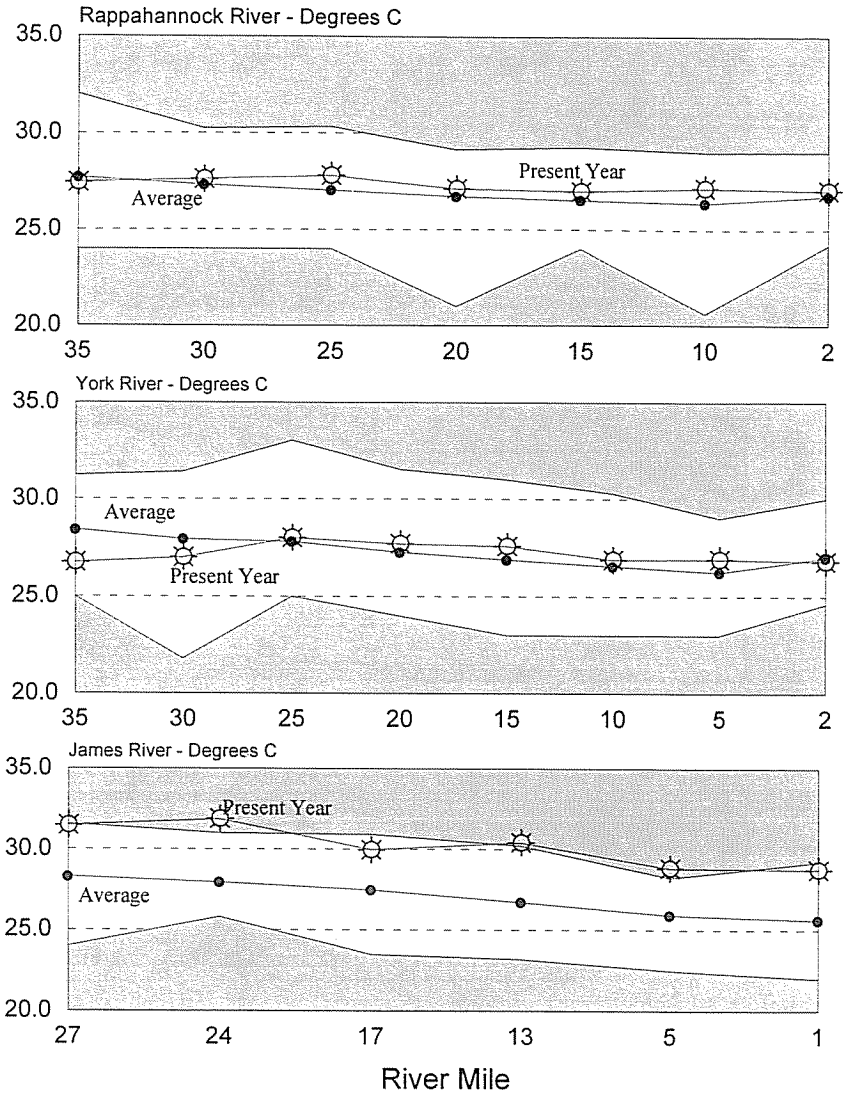 Rappahannock River - Degrees C
35.0
30.0
25.0
20.0
Present Year
Average
35 30 25 20 15 10 2
York River - Degrees C
35.0
30.0
25.0
20.0
Average
Present Year
35 30 25 20 15 10 5 2
James River - Degrees C
35.0
30.0
25.0
20.0
Present Year
Average
27 24 17 13 5 1
River Mile